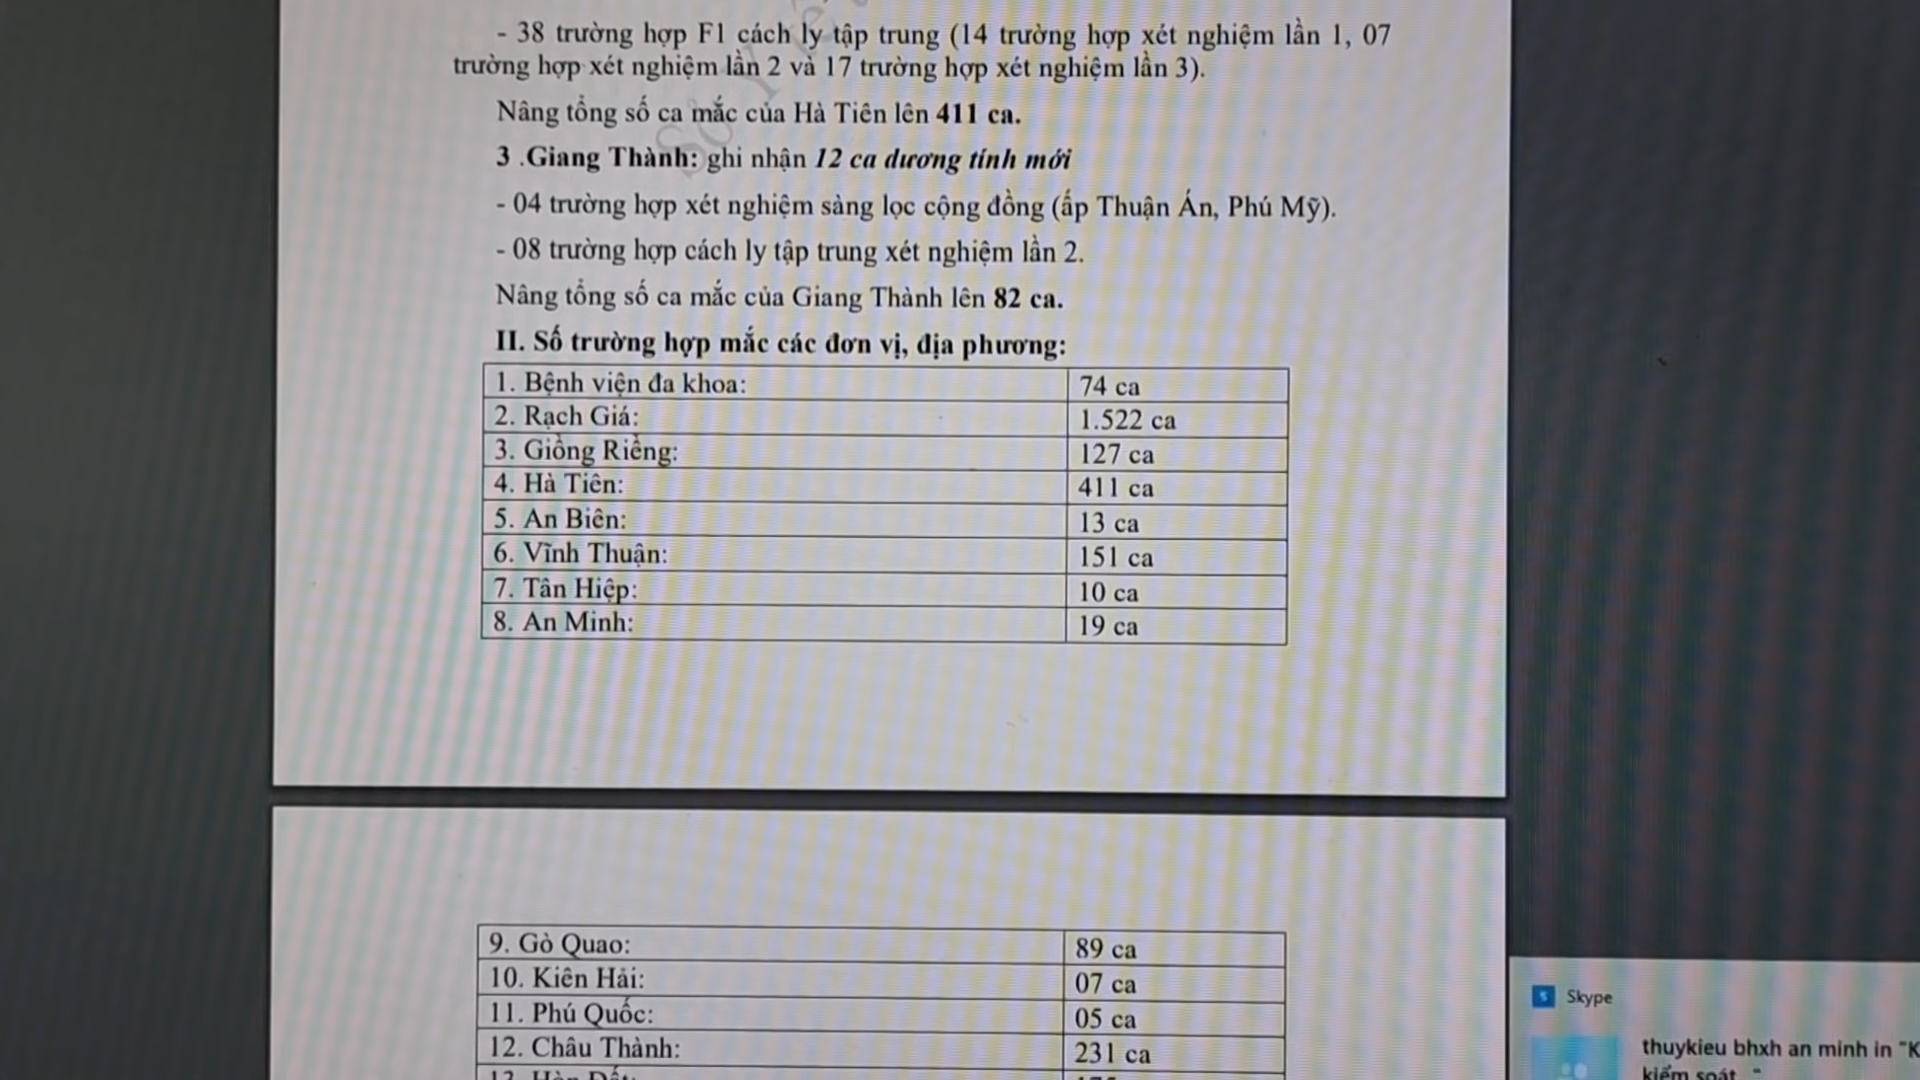 - 38 trường hợp F1 cách ly tập trung (14 trường hợp xét nghiệm lần 1, 07
trường hợp xét nghiệm lần 2 và 17 trường hợp xét nghiệm lần 3).
Nâng tổng số ca mắc của Hà Tiên lên 411 ca.
3 .Giang Thành: ghi nhận 12 ca dương tính mới
- 04 trường hợp xét nghiệm sàng lọc cộng đồng (ấp Thuận Án, Phú Mỹ).
- 08 trường hợp cách ly tập trung xét nghiệm lần 2.
Nâng tổng số ca mắc của Giang Thành lên 82 ca.
II. Số trường hợp mắc các đơn vị, địa phương:
1. Bệnh viện đa khoa: 74 ca
2. Rạch Giá: 1.522 ca
3. Giồng Riềng: 127 ca
4. Hà Tiên: 411 ca
5. An Biên: 13 ca
6. Vĩnh Thuận: 151 ca
7. Tân Hiệp: 10 ca
8. An Minh: 19 ca
9. Gò Quao: 89 ca
10. Kiên Hải: 07 ca
11. Phú Quốc: 05 ca
12. Châu Thành: 231 ca
Skype
thuykieu bhxh an minh in "K
kiểm soát "